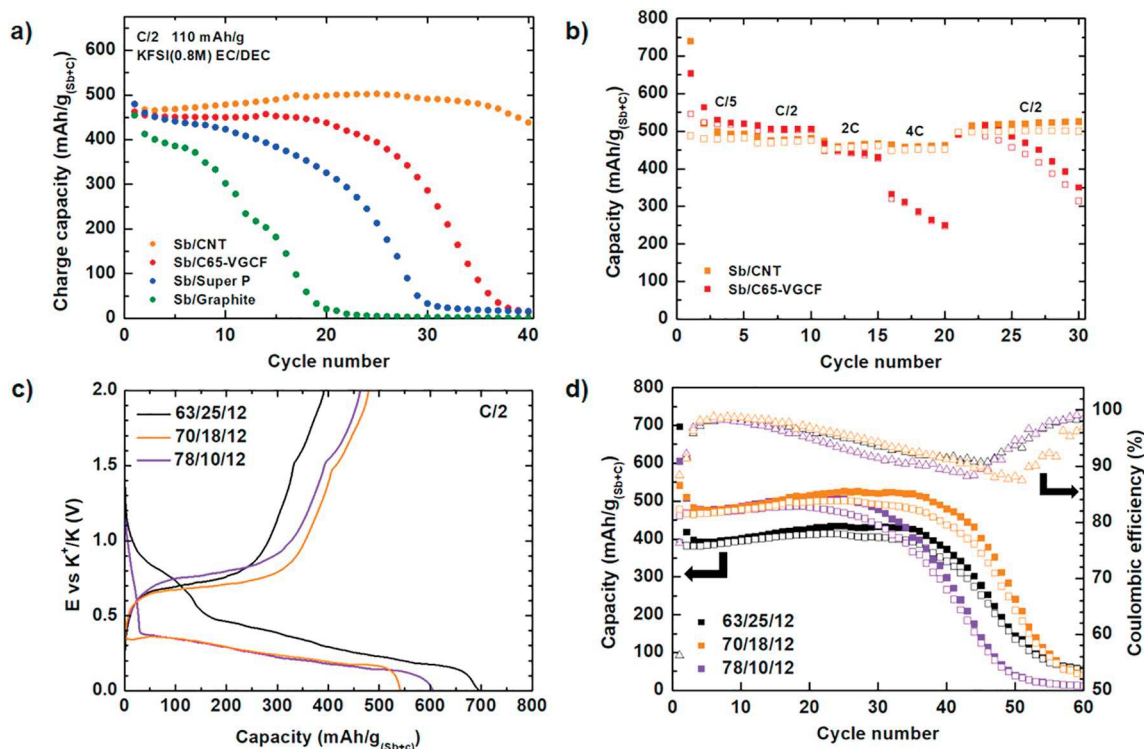 a)
C/2 110 mAh/g
KFSI(0.8M) EC/DEC
Charge capacity (mAh/g(Sb+C))
600
500
400
300
200
100
0
Sb/CNT
Sb/C65-VGCF
Sb/Super P
Sb/Graphite
0 10 20 30 40
Cycle number
b)
Capacity (mAh/g(Sb+C))
800
700
600
500
400
300
200
100
0
C/5
C/2
2C
4C
C/2
Sb/CNT
Sb/C65-VGCF
0 5 10 15 20 25 30
Cycle number
c)
E vs K+/K (V)
2.0
1.5
1.0
0.5
0.0
63/25/12
70/18/12
78/10/12
C/2
0 100 200 300 400 500 600 700 800
Capacity (mAh/g(Sb+c))
d)
Capacity (mAh/g(Sb+C))
800
700
600
500
400
300
200
100
0
63/25/12
70/18/12
78/10/12
100
90
80
70
60
50
Coulombic efficiency (%)
0 10 20 30 40 50 60
Cycle number